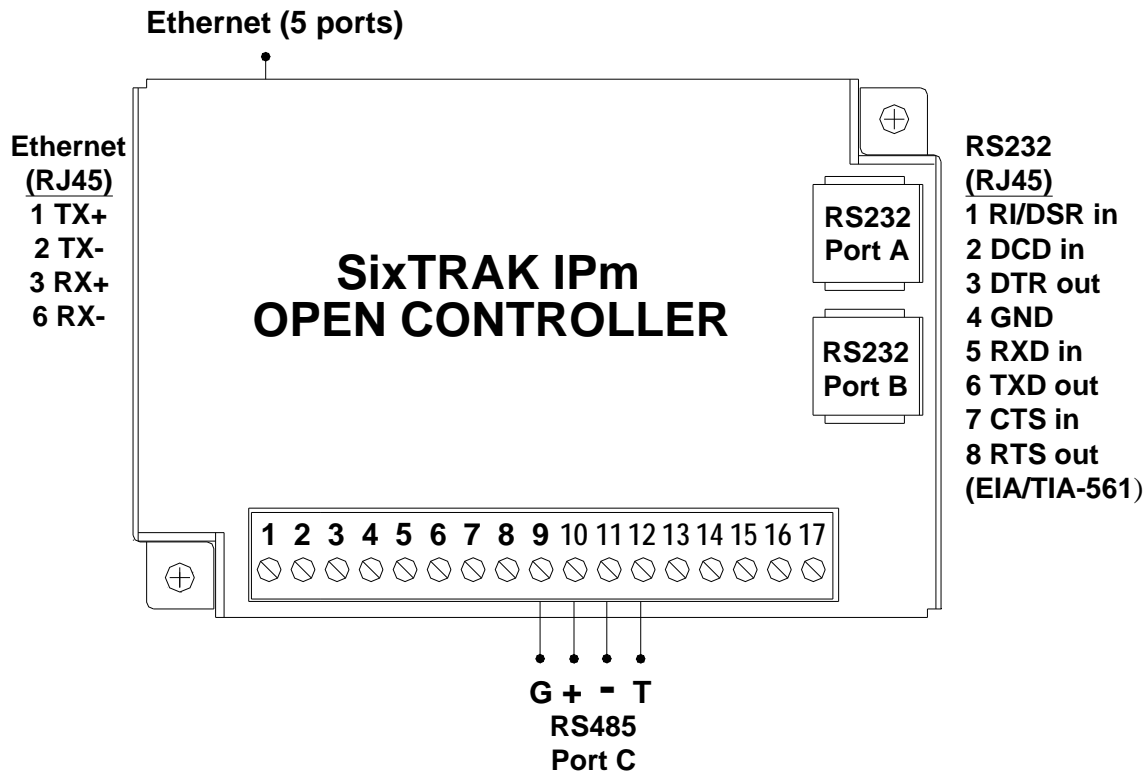 Ethernet (5 ports)
Ethernet
(RJ45)
1 TX+
2 TX-
3 RX+
6 RX-
SixTRAK IPm
OPEN CONTROLLER
RS232
Port A
RS232
Port B
RS232
(RJ45)
1 RI/DSR in
2 DCD in
3 DTR out
4 GND
5 RXD in
6 TXD out
7 CTS in
8 RTS out
(EIA/TIA-561)
1 2 3 4 5 6 7 8 9 10 11 12 13 14 15 16 17
G + - T
RS485
Port C